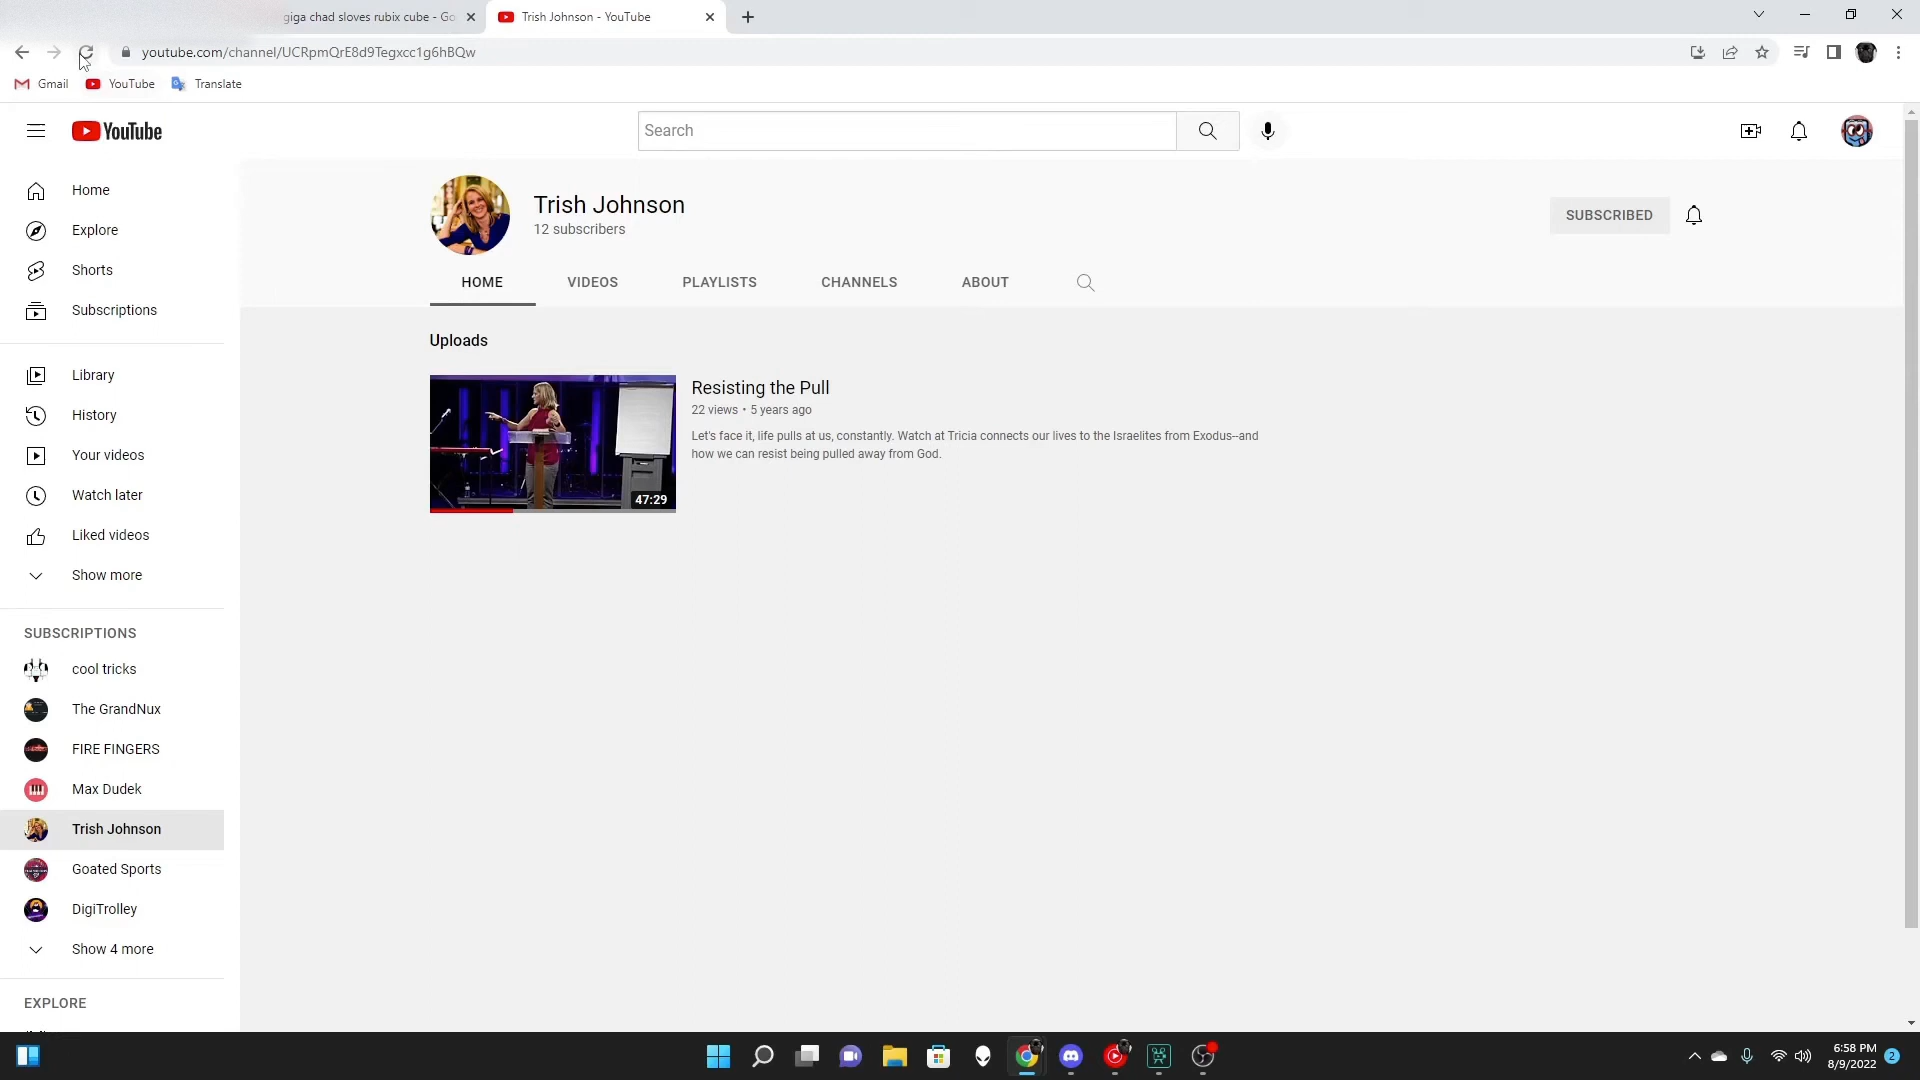 giga chad sloves rubix cube - Go
Trish Johnson - YouTube
youtube.com/channel/UCRpmQrE8d9Tegxcc1g6hBQw
Gmail
YouTube
Translate
YouTube
Search
Home
Explore
Shorts
Subscriptions
Library
History
Your videos
Watch later
Liked videos
Show more
SUBSCRIPTIONS
cool tricks
The GrandNux
FIRE FINGERS
Max Dudek
Trish Johnson
Goated Sports
DigiTrolley
Show 4 more
EXPLORE
Trish Johnson
12 subscribers
SUBSCRIBED
HOME
VIDEOS
PLAYLISTS
CHANNELS
ABOUT
Uploads
47:29
Resisting the Pull
22 views • 5 years ago
Let's face it, life pulls at us, constantly. Watch at Tricia connects our lives to the Israelites from Exodus--and
how we can resist being pulled away from God.
6:58 PM
8/9/2022
2